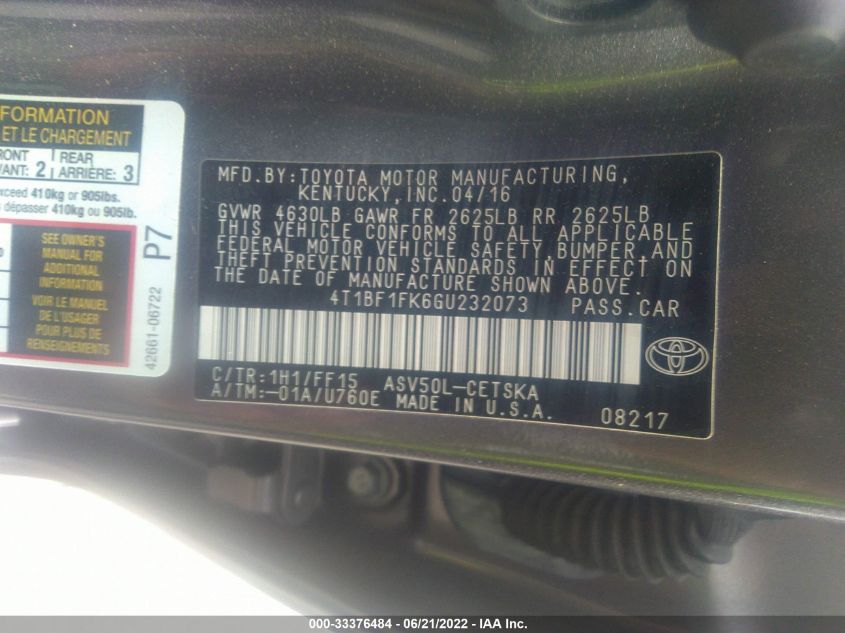 FORMATION
ET LE CHARGEMENT
RONT
VANT: 2
REAR
ARRIÈRE: 3
xceed 410kg or 905lbs.
s dépasser 410kg ou 905lb.
SEE OWNER'S
MANUAL FOR
ADDITIONAL
INFORMATION
VOIR LE MANUEL
DE L'USAGER
POUR PLUS DE
RENSEIGNEMENTS
P7
42661-06722
MFD.BY:TOYOTA MOTOR MANUFACTURING,
KENTUCKY,INC.04/16
GVWR 4630LB GAWR FR 2625LB RR 2625LB
THIS VEHICLE CONFORMS TO ALL APPLICABLE
FEDERAL MOTOR VEHICLE SAFETY,BUMPER,AND
THEFT PREVENTION STANDARDS IN EFFECT ON
THE DATE OF MANUFACTURE SHOWN ABOVE.
4T1BF1FK6GU232073 PASS.CAR
C/TR:1H1/FF15 ASV50L-CETSKA
A/TM:-01A/U760E MADE IN U.S.A.
08217
000-33376484 - 06/21/2022 - IAA Inc.